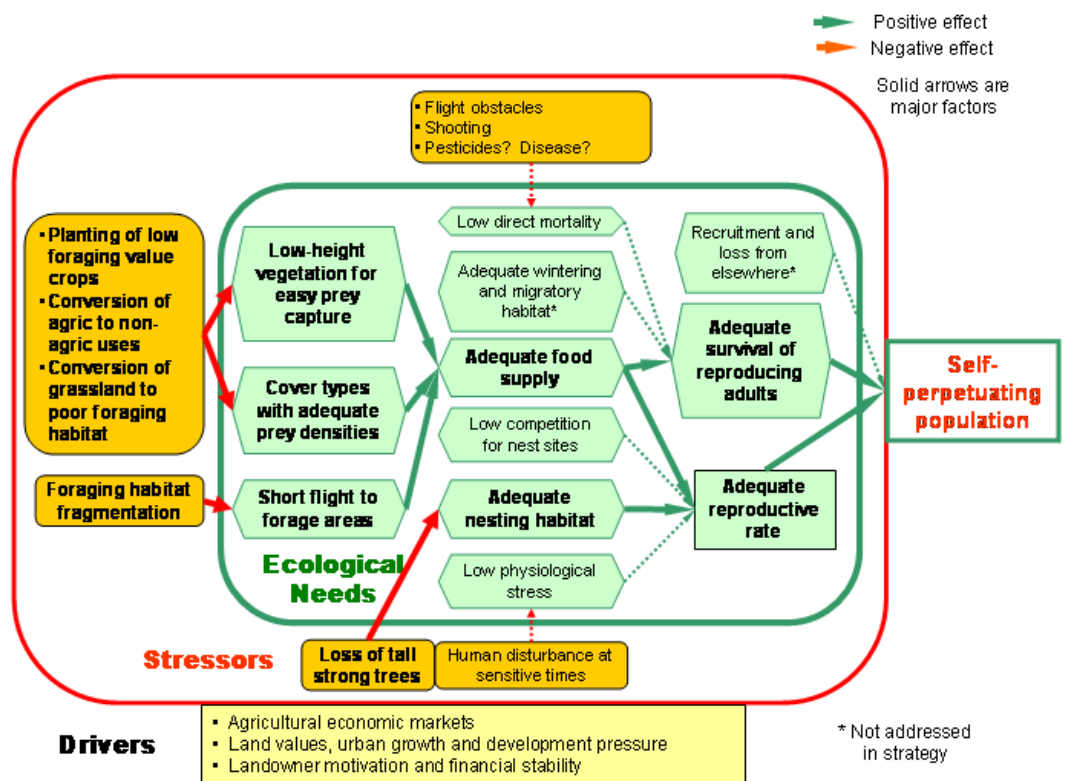 Positive effect
Negative effect
Solid arrows are
major factors
▪ Flight obstacles
▪ Shooting
▪ Pesticides? Disease?
▪ Planting of low
foraging value
crops
▪ Conversion of
agric to non-
agric uses
▪ Conversion of
grassland to
poor foraging
habitat
Foraging habitat
fragmentation
Low-height
vegetation for
easy prey
capture
Cover types
with adequate
prey densities
Short flight to
forage areas
Ecological
Needs
Low direct mortality
Adequate wintering
and migratory
habitat*
Adequate food
supply
Low competition
for nest sites
Adequate
nesting habitat
Low physiological
stress
Recruitment and
loss from
elsewhere*
Adequate
survival of
reproducing
adults
Adequate
reproductive
rate
Self-
perpetuating
population
Stressors
Loss of tall
strong trees
Human disturbance at
sensitive times
Drivers
▪ Agricultural economic markets
▪ Land values, urban growth and development pressure
▪ Landowner motivation and financial stability
* Not addressed
in strategy